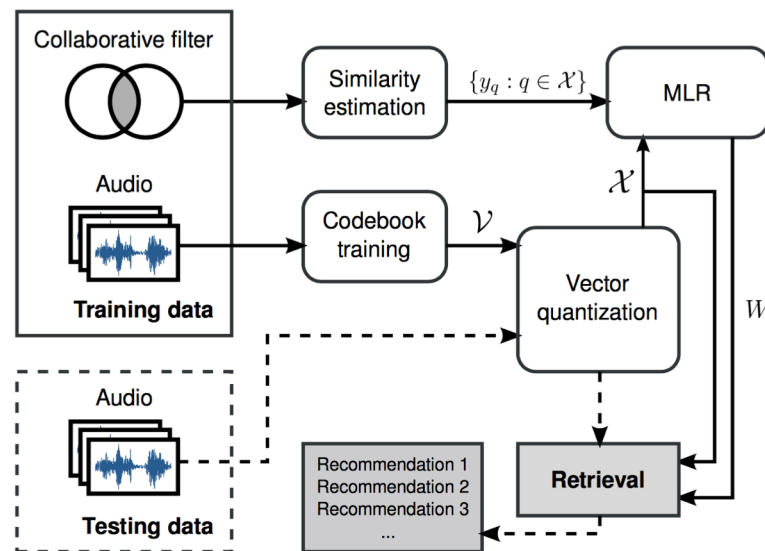 Collaborative filter
Similarity
estimation
{y_q : q ∈ 𝒳}
MLR
Audio
Training data
Codebook
training
𝒱
𝒳
Vector
quantization
W
Audio
Testing data
Recommendation 1
Recommendation 2
Recommendation 3
...
Retrieval